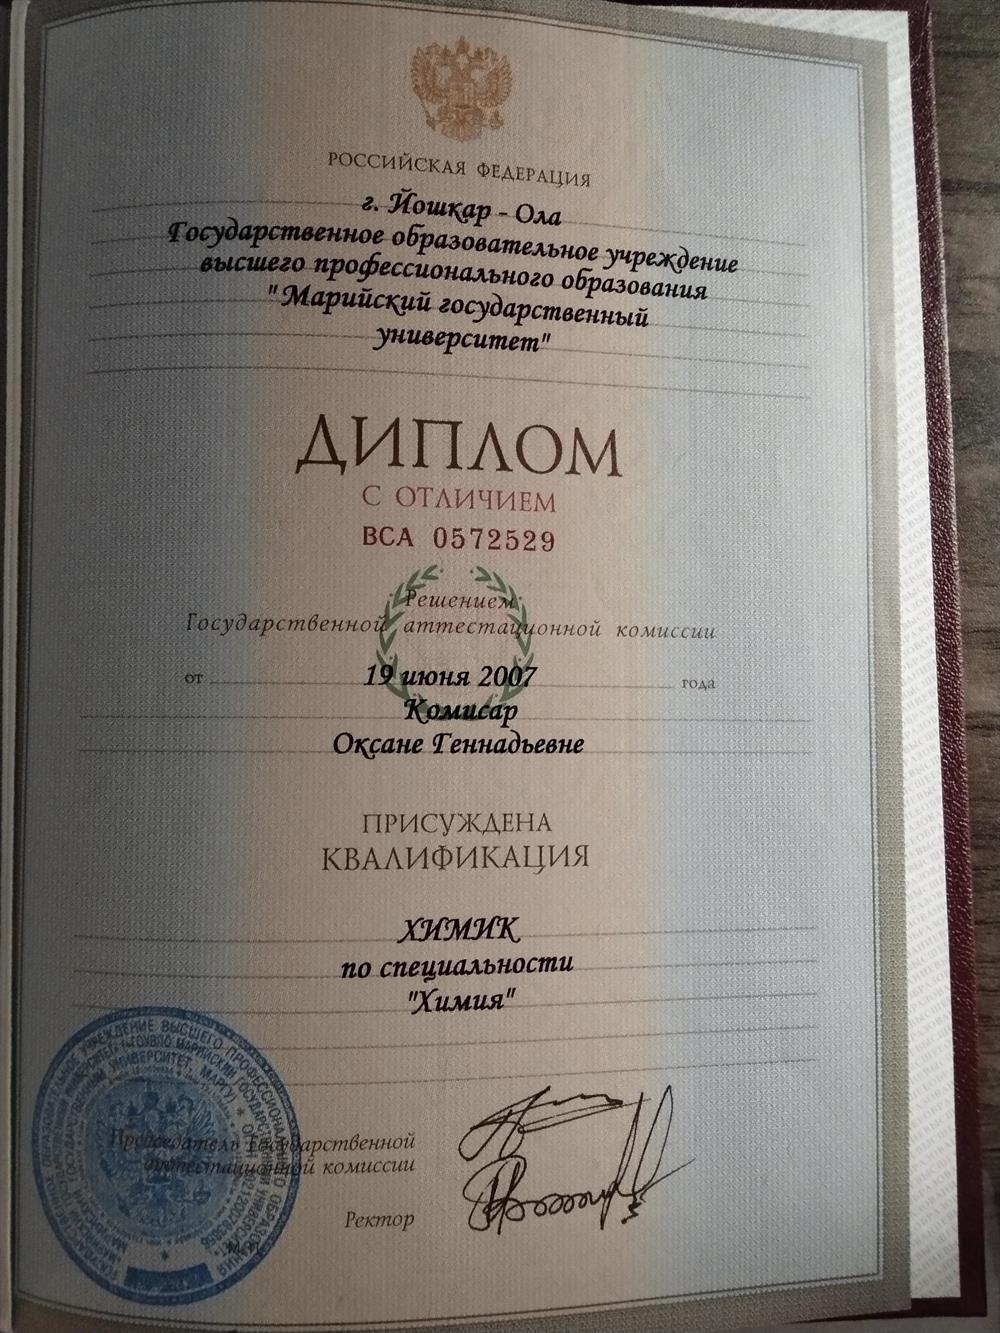 РОССИЙСКАЯ ФЕДЕРАЦИЯ
г. Йошкар - Ола
Государственное образовательное учреждение
высшего профессионального образования
"Марийский государственный
университет"
ДИПЛОМ
С ОТЛИЧИЕМ
ВСА 0572529
Решением
Государственной аттестационной комиссии
от 19 июня 2007 года
Комисар
Оксане Геннадьевне
ПРИСУЖДЕНА
КВАЛИФИКАЦИЯ
ХИМИК
по специальности
"Химия"
Председатель Государственной
аттестационной комиссии
Ректор